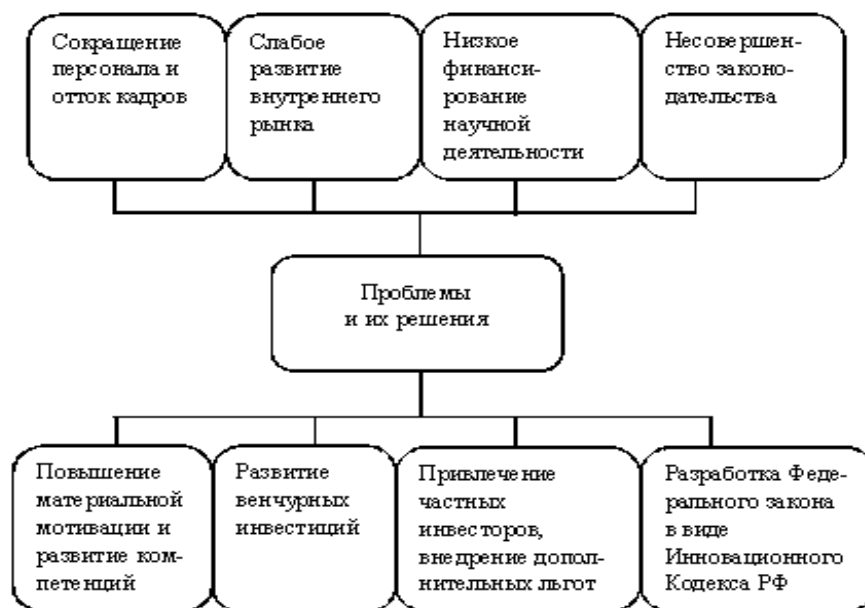 Сокращение
персонала и
отток кадров
Слабое
развитие
внутреннего
рынка
Низкое
финанси-
рование
научной
деятельности
Несовершен-
ство законо-
дательства
Проблемы
и их решения
Повышение
материальной
мотивации и
развитие ком-
петенций
Развитие
венчурных
инвестиций
Привлечение
частных
инвесторов,
внедрение допол-
нительных льгот
Разработка Феде-
рального закона
в виде
Инновационного
Кодекса РФ